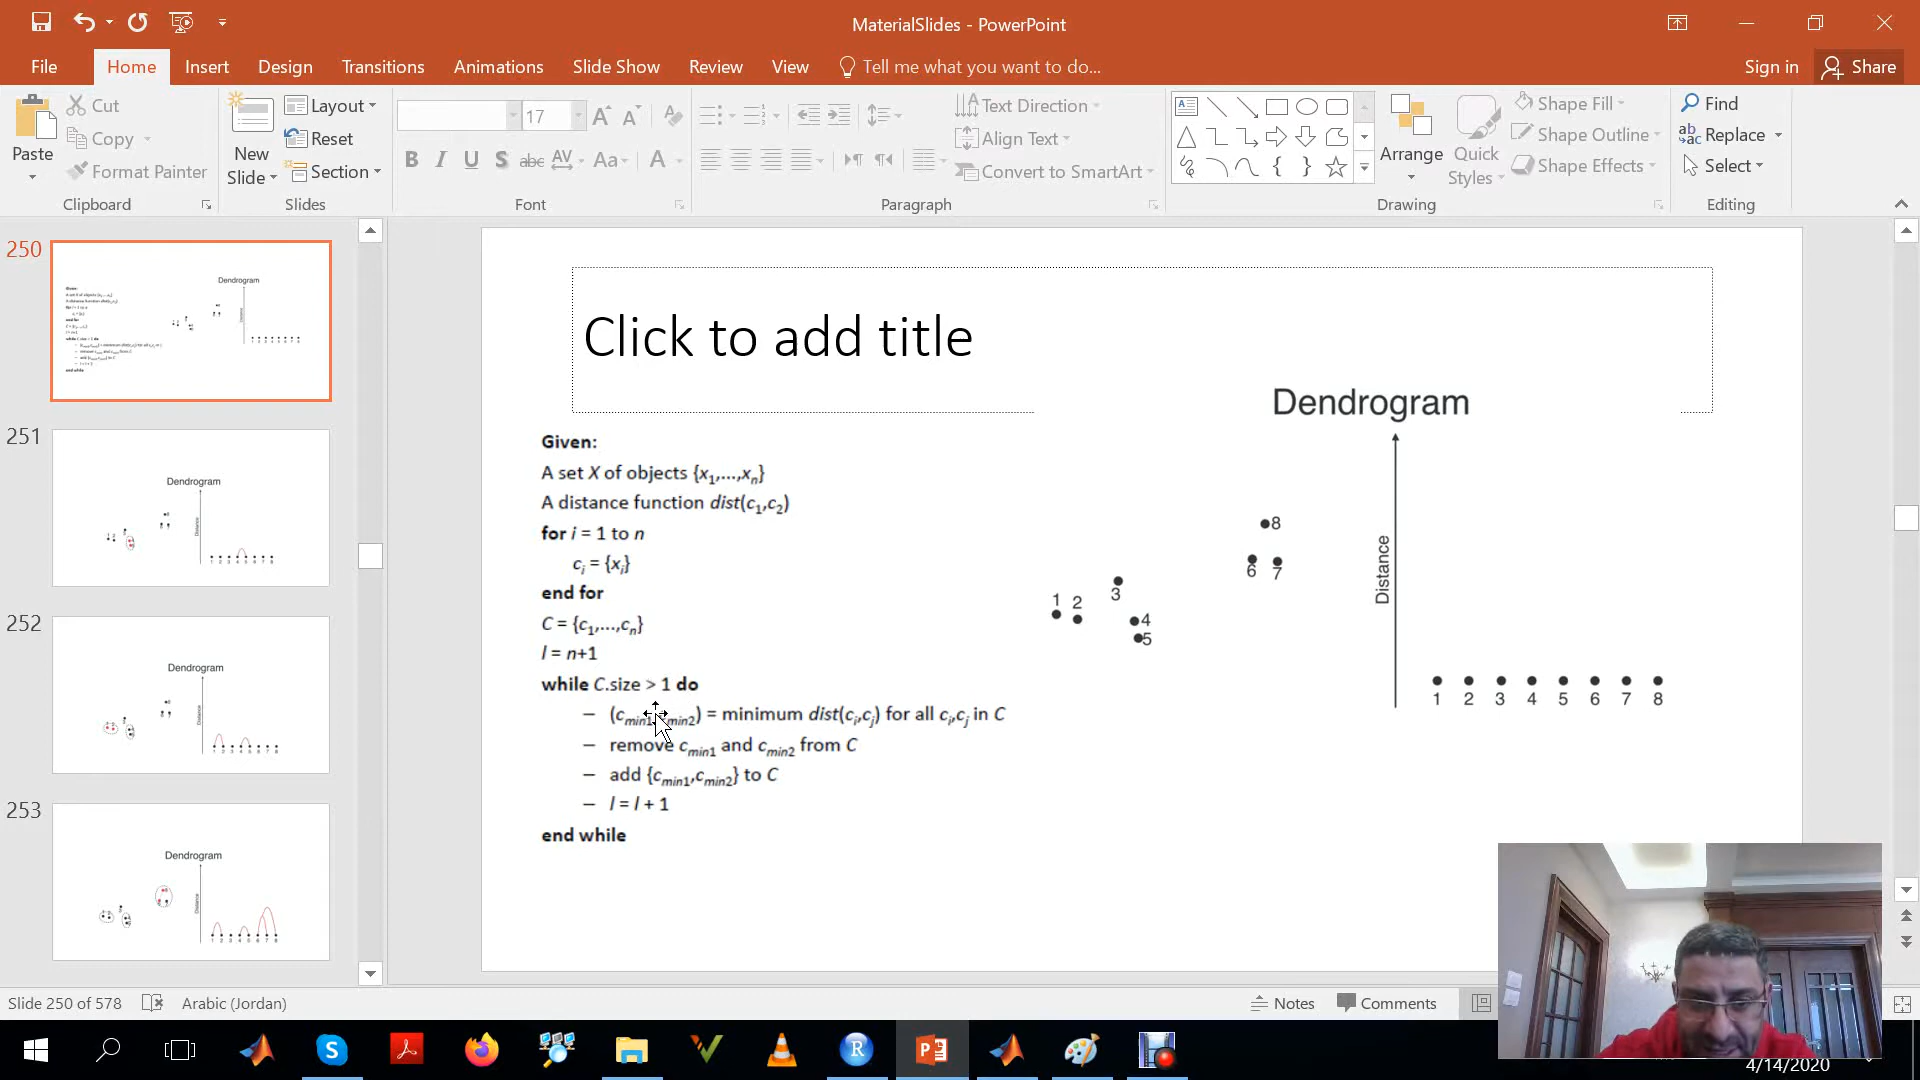 MaterialSlides - PowerPoint
File Home Insert Design Transitions Animations Slide Show Review View Tell me what you want to do... Sign in Share
Paste
Cut
Copy
Format Painter
Clipboard
New Slide
Layout
Reset
Section
Slides
17
B I U S abc AV Aa A
Font
Text Direction
Align Text
Convert to SmartArt
Paragraph
Arrange
Quick Styles
Shape Fill
Shape Outline
Shape Effects
Drawing
Find
Replace
Select
Editing
250
Dendrogram
251
Dendrogram
252
Dendrogram
253
Dendrogram
Click to add title
Given:
A set X of objects {x1,...,xn}
A distance function dist(c1,c2)
for i = 1 to n
ci = {xi}
end for
C = {c1,...,cn}
l = n+1
while C.size > 1 do
– (cmin1,cmin2) = minimum dist(ci,cj) for all ci,cj in C
– remove cmin1 and cmin2 from C
– add {cmin1,cmin2} to C
– l = l + 1
end while
Dendrogram
Distance
8
6 7
3
1 2
4
5
1 2 3 4 5 6 7 8
Slide 250 of 578 Arabic (Jordan) Notes Comments
4/14/2020